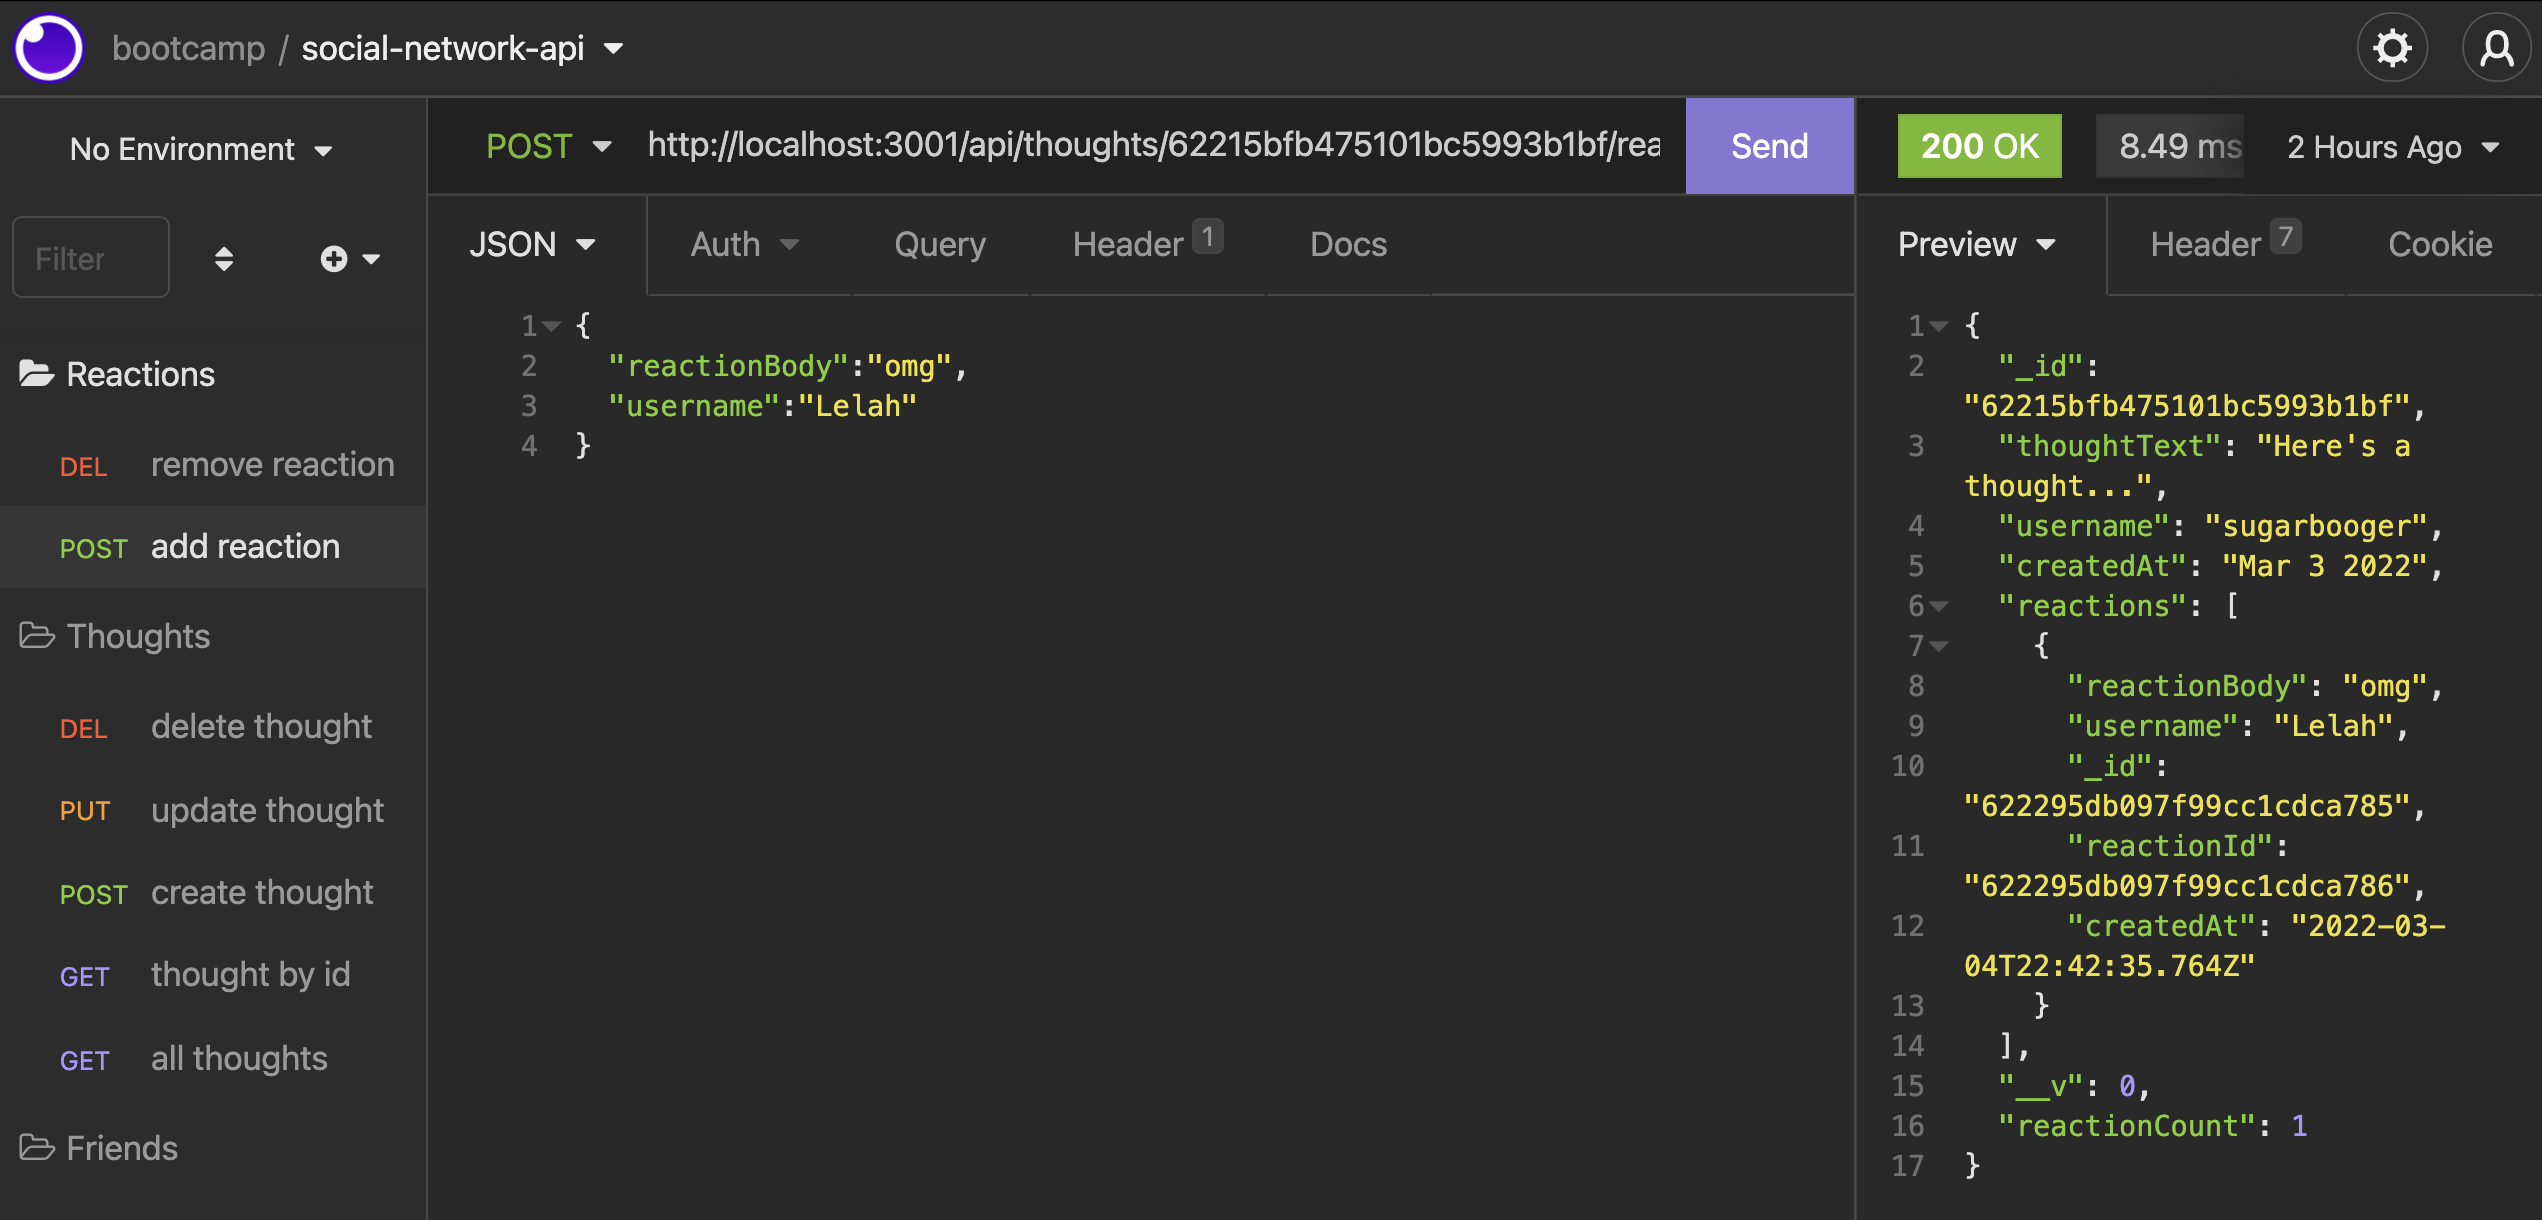 bootcamp / social-network-api
No Environment
Filter
Reactions
DEL remove reaction
POST add reaction
Thoughts
DEL delete thought
PUT update thought
POST create thought
GET thought by id
GET all thoughts
Friends
POST http://localhost:3001/api/thoughts/62215bfb475101bc5993b1bf/rea Send
JSON Auth Query Header 1 Docs
1 {
2 "reactionBody":"omg",
3 "username":"Lelah"
4 }
200 OK 8.49 ms 2 Hours Ago
Preview Header 7 Cookie
1 {
2 "_id":
"62215bfb475101bc5993b1bf",
3 "thoughtText": "Here's a
thought...",
4 "username": "sugarbooger",
5 "createdAt": "Mar 3 2022",
6 "reactions": [
7 {
8 "reactionBody": "omg",
9 "username": "Lelah",
10 "_id":
"622295db097f99cc1cdca785",
11 "reactionId":
"622295db097f99cc1cdca786",
12 "createdAt": "2022-03-
04T22:42:35.764Z"
13 }
14 ],
15 "__v": 0,
16 "reactionCount": 1
17 }